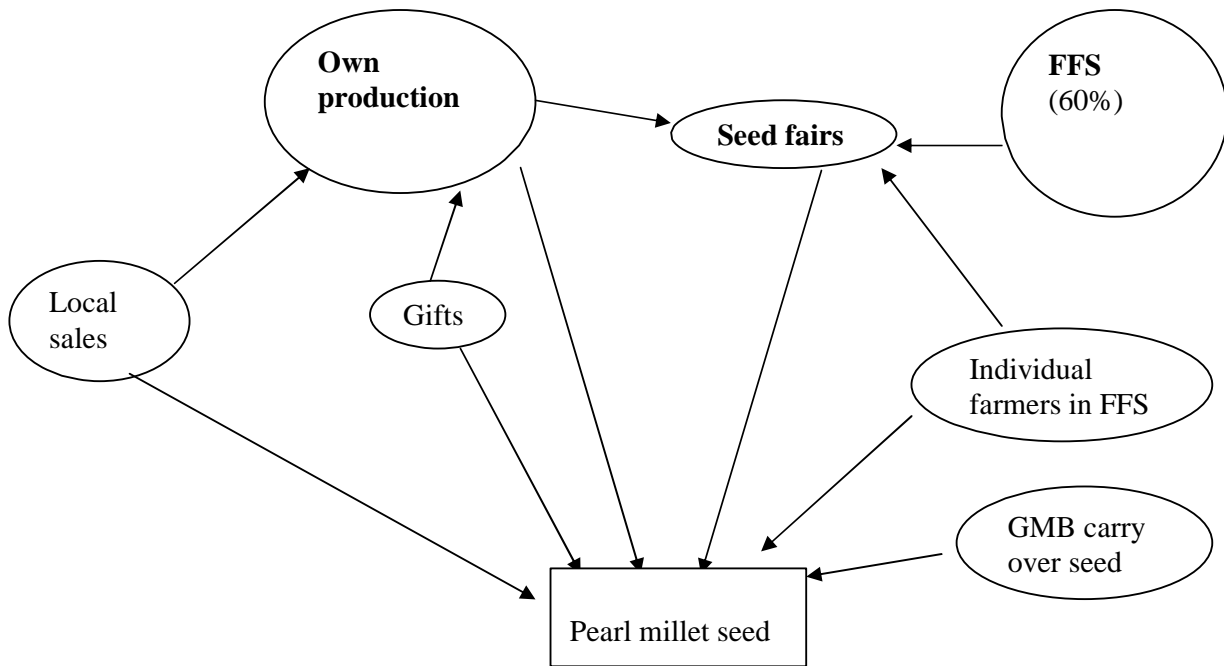 Own
production
FFS
(60%)
Seed fairs
Local
sales
Gifts
Individual
farmers in FFS
GMB carry
over seed
Pearl millet seed